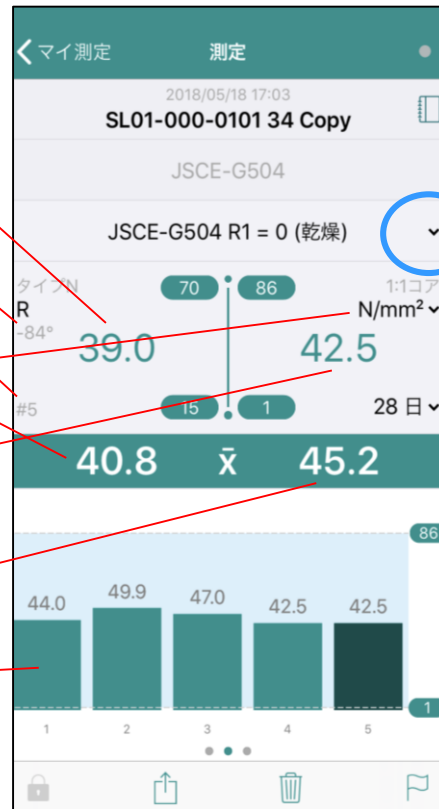 マイ測定
測定
2018/05/18 17:03
SL01-000-0101 34 Copy
JSCE-G504
JSCE-G504 R1 = 0 (乾燥)
タイプN 70 86 1:1コア
R N/mm²
-84° 39.0 42.5
#5 15 1 28 日
40.8 x̄ 45.2
86
44.0 49.9 47.0 42.5 42.5
1
1 2 3 4 5